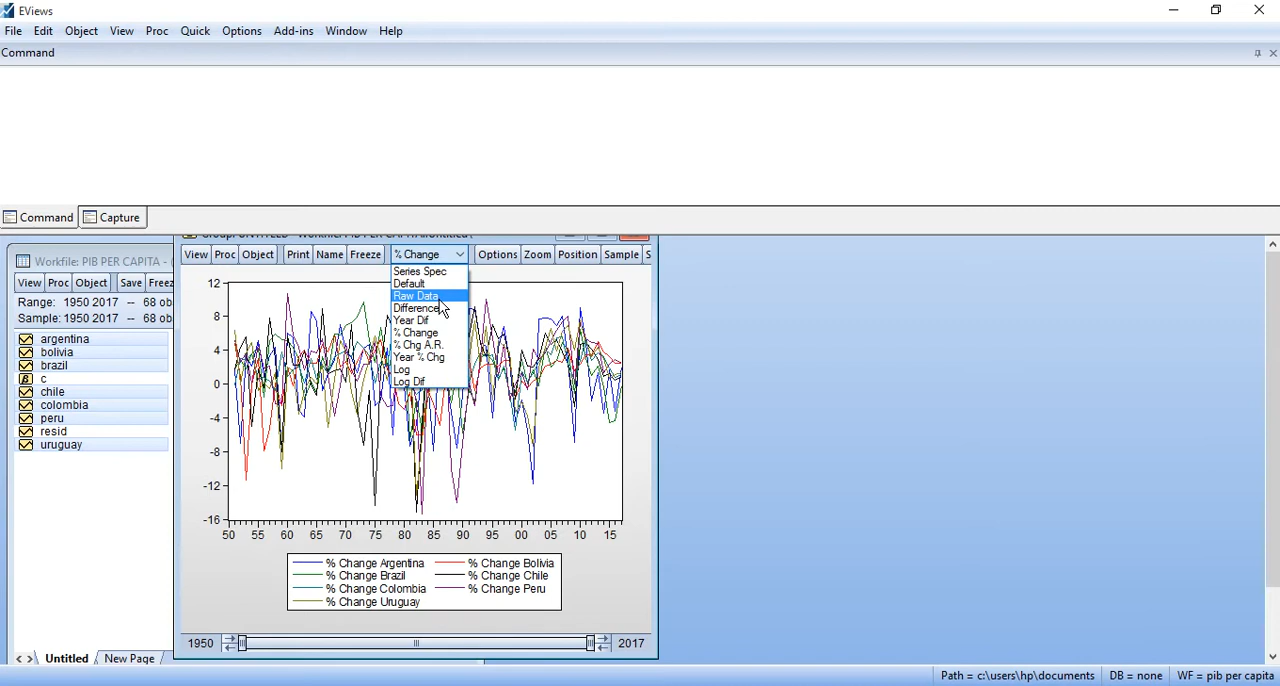 EViews
File Edit Object View Proc Quick Options Add-ins Window Help
Command
Command Capture
Workfile: PIB PER CAPITA - (
View Proc Object Save Freez
Range: 1950 2017 -- 68 ob
Sample: 1950 2017 -- 68 ob
argentina
bolivia
brazil
c
chile
colombia
peru
resid
uruguay
Untitled New Page
View Proc Object Print Name Freeze % Change Options Zoom Position Sample S
Series Spec
Default
Raw Data
Difference
Year Dif
% Change
% Chg A.R.
Year % Chg
Log
Log Dif
12
8
4
0
-4
-8
-12
-16
50 55 60 65 70 75 80 85 90 95 00 05 10 15
% Change Argentina % Change Bolivia
% Change Brazil % Change Chile
% Change Colombia % Change Peru
% Change Uruguay
1950 2017
Path = c:\users\hp\documents DB = none WF = pib per capita